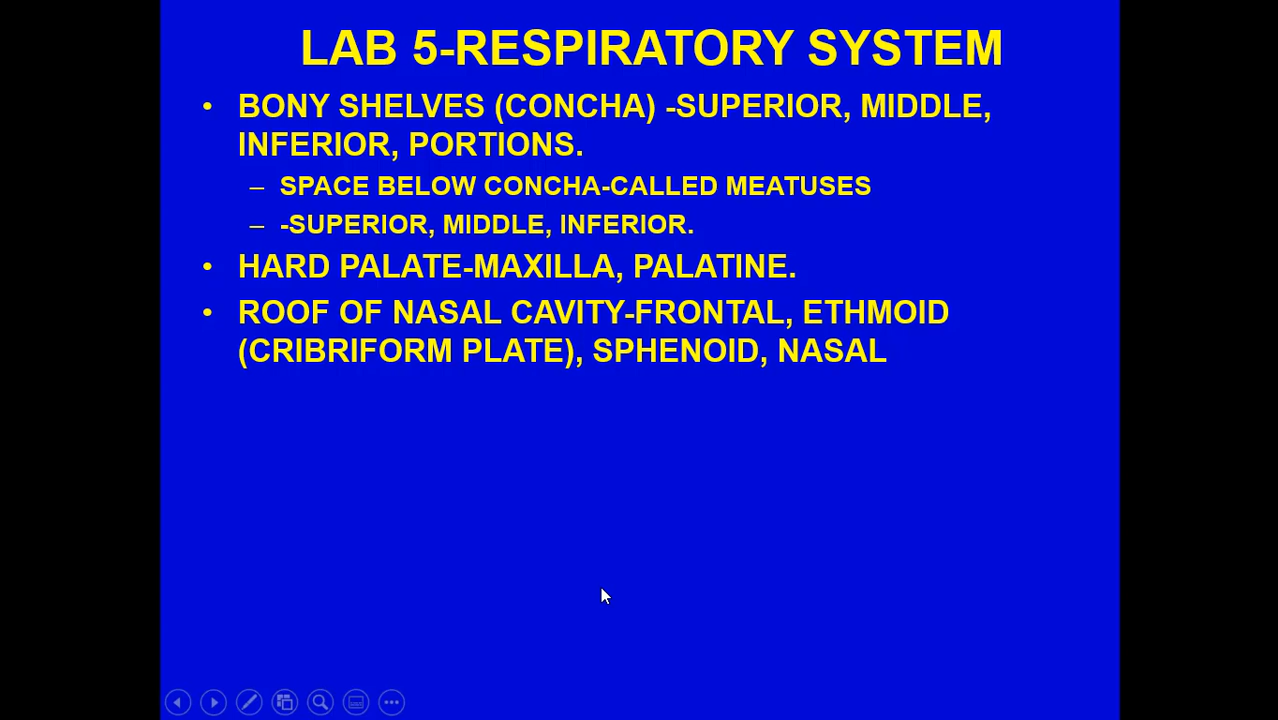 LAB 5-RESPIRATORY SYSTEM
• BONY SHELVES (CONCHA) -SUPERIOR, MIDDLE,
INFERIOR, PORTIONS.
– SPACE BELOW CONCHA-CALLED MEATUSES
– -SUPERIOR, MIDDLE, INFERIOR.
• HARD PALATE-MAXILLA, PALATINE.
• ROOF OF NASAL CAVITY-FRONTAL, ETHMOID
(CRIBRIFORM PLATE), SPHENOID, NASAL